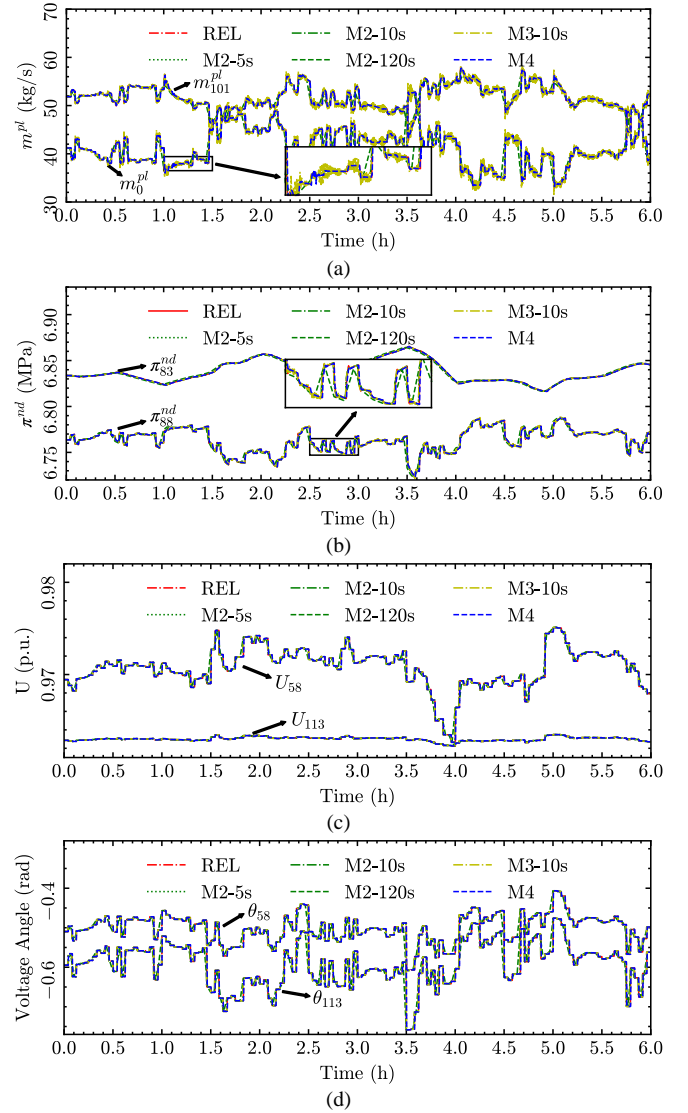 70
60
50
40
30
m^{pl} (kg/s)
REL M2-10s M3-10s
M2-5s M2-120s M4
m_{101}^{pl}
m_0^{pl}
0.0 0.5 1.0 1.5 2.0 2.5 3.0 3.5 4.0 4.5 5.0 5.5 6.0
Time (h)
(a)
6.90
6.85
6.80
6.75
π^{nd} (MPa)
REL M2-10s M3-10s
M2-5s M2-120s M4
π_{83}^{nd}
π_{88}^{nd}
0.0 0.5 1.0 1.5 2.0 2.5 3.0 3.5 4.0 4.5 5.0 5.5 6.0
Time (h)
(b)
0.98
0.97
U (p.u.)
REL M2-10s M3-10s
M2-5s M2-120s M4
U_{58}
U_{113}
0.0 0.5 1.0 1.5 2.0 2.5 3.0 3.5 4.0 4.5 5.0 5.5 6.0
Time (h)
(c)
−0.4
−0.6
Voltage Angle (rad)
REL M2-10s M3-10s
M2-5s M2-120s M4
θ_{58}
θ_{113}
0.0 0.5 1.0 1.5 2.0 2.5 3.0 3.5 4.0 4.5 5.0 5.5 6.0
Time (h)
(d)